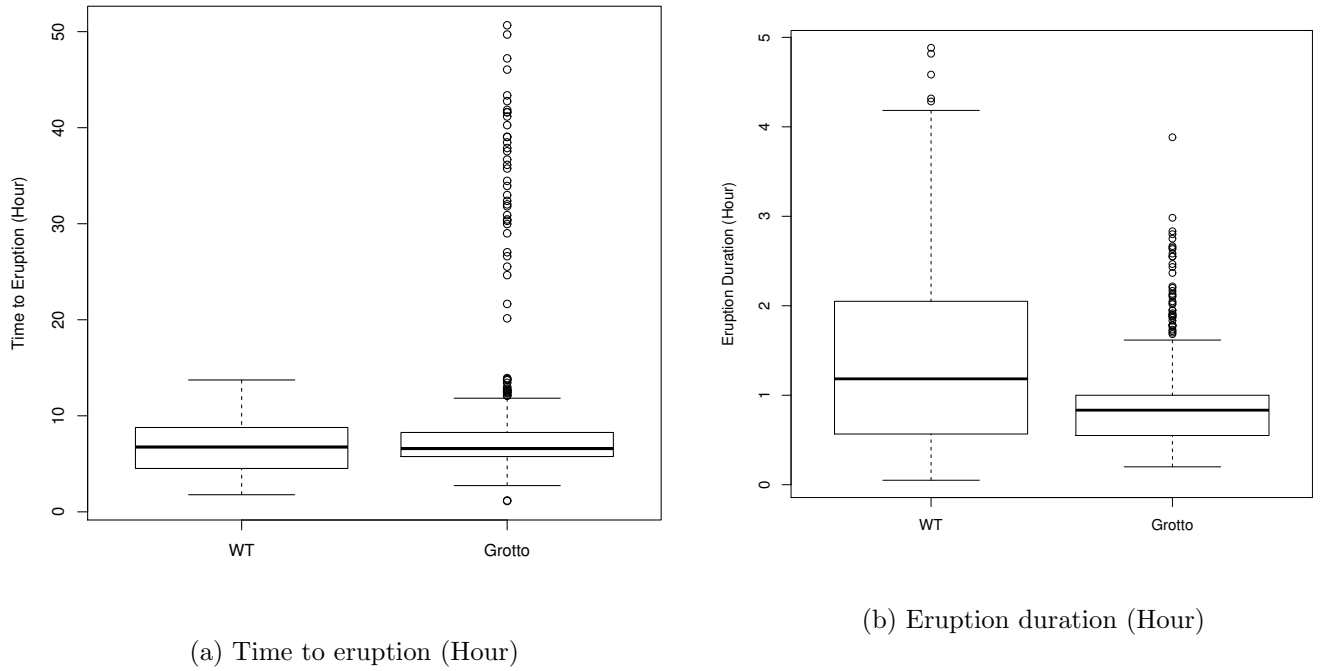 Time to Eruption (Hour)
50
40
30
20
10
0
WT Grotto
(a) Time to eruption (Hour)
Eruption Duration (Hour)
5
4
3
2
1
0
WT Grotto
(b) Eruption duration (Hour)